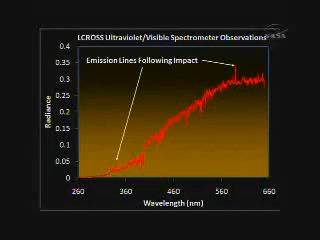 NASA
LCROSS Ultraviolet/Visible Spectrometer Observations
Emission Lines Following Impact
Radiance
0.4
0.35
0.3
0.25
0.2
0.15
0.1
0.05
0
260 360 460 560 660
Wavelength (nm)